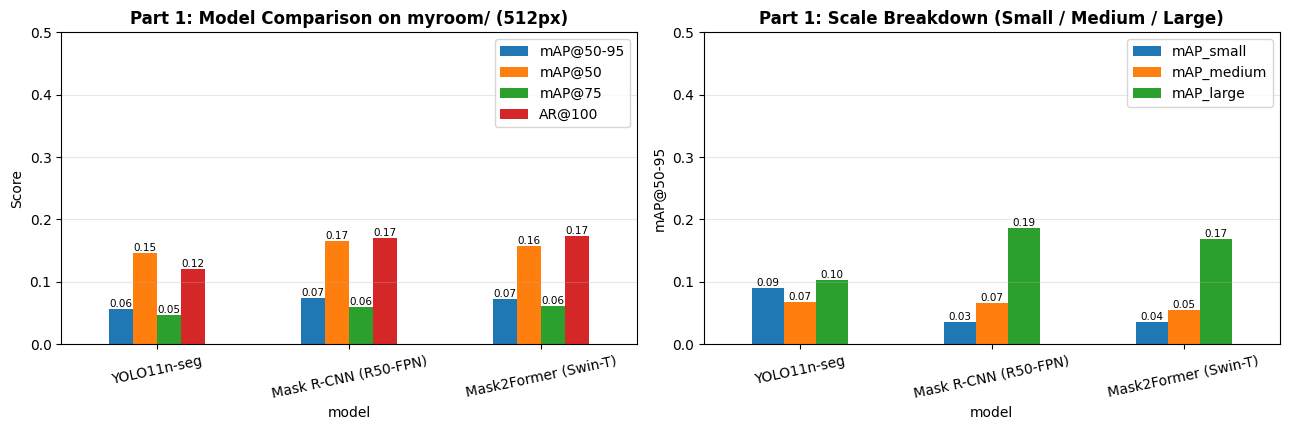 Part 1: Model Comparison on myroom/ (512px)
mAP@50-95
mAP@50
mAP@75
AR@100
Score
0.5
0.4
0.3
0.2
0.1
0.0
0.06
0.15
0.05
0.12
0.07
0.17
0.06
0.17
0.07
0.16
0.06
0.17
YOLO11n-seg
Mask R-CNN (R50-FPN)
Mask2Former (Swin-T)
model
Part 1: Scale Breakdown (Small / Medium / Large)
mAP_small
mAP_medium
mAP_large
mAP@50-95
0.5
0.4
0.3
0.2
0.1
0.0
0.09
0.07
0.10
0.03
0.07
0.19
0.04
0.05
0.17
YOLO11n-seg
Mask R-CNN (R50-FPN)
Mask2Former (Swin-T)
model